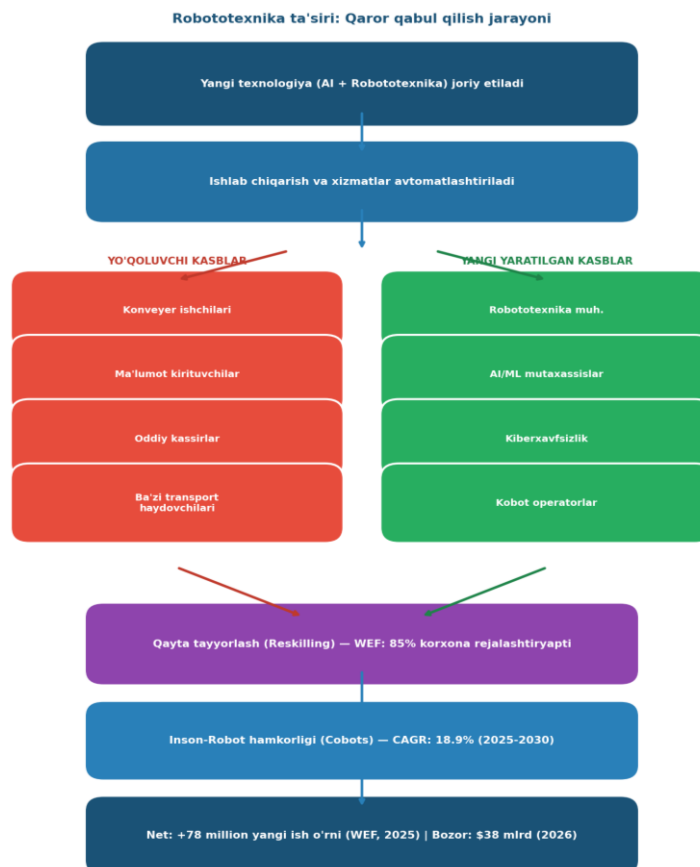 Robototexnika ta'siri: Qaror qabul qilish jarayoni
Yangi texnologiya (AI + Robototexnika) joriy etiladi
Ishlab chiqarish va xizmatlar avtomatlashtiriladi
YO'QOLUVCHI KASBLAR
Konveyer ishchilari
Ma'lumot kirituvchilar
Oddiy kassirlar
Ba'zi transport
haydovchilari
YANGI YARATILGAN KASBLAR
Robototexnika muh.
AI/ML mutaxassislar
Kiberxavfsizlik
Kobot operatorlar
Qayta tayyorlash (Reskilling) — WEF: 85% korxona rejalashtiryapti
Inson-Robot hamkorligi (Cobots) — CAGR: 18.9% (2025-2030)
Net: +78 million yangi ish o'rni (WEF, 2025) | Bozor: $38 mlrd (2026)